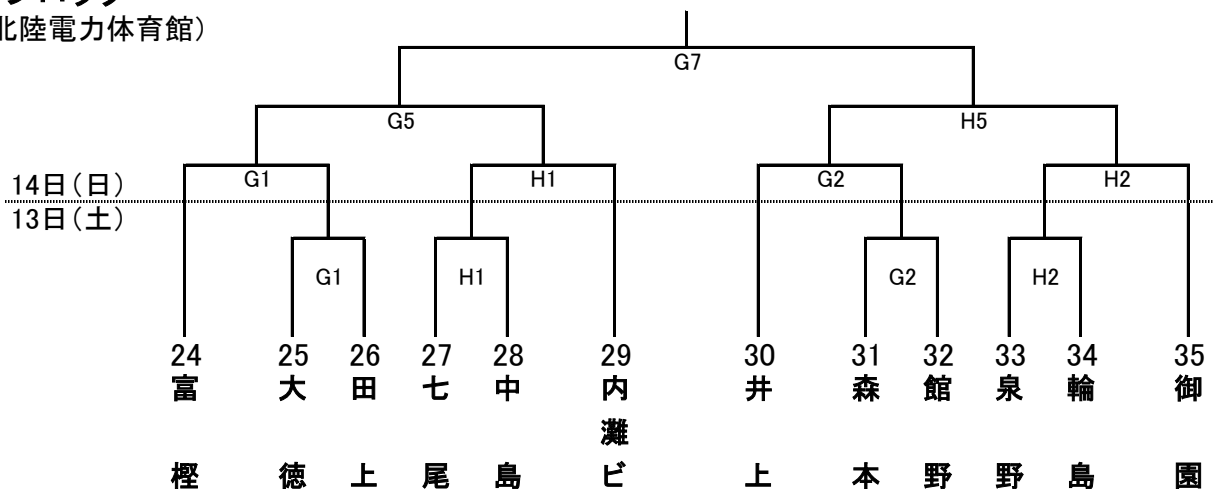 北陸電力体育館）
G7
G5 H5
14日（日） G1 H1 G2 H2
13日（土）
G1 H1 G2 H2
24 25 26 27 28 29 30 31 32 33 34 35
富樫 大徳 田上 七尾 中島 内灘ビ 井上 森本 館野 泉野 輪島 御園